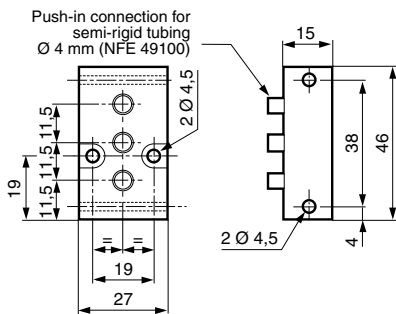 Push-in connection for
semi-rigid tubing
Ø 4 mm (NFE 49100)
15
2 Ø 4,5
11,5
11,5
11,5
19
38
46
= =
19
27
2 Ø 4,5
4